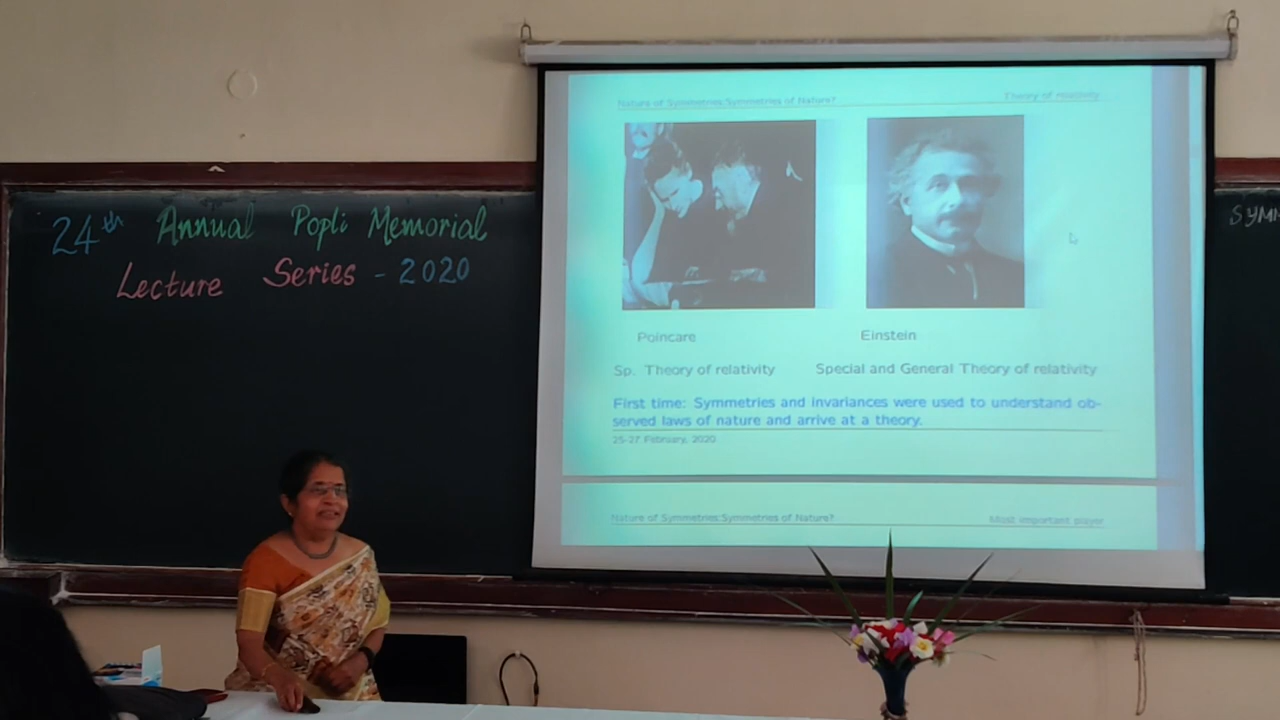 24th Annual Popli Memorial
Lecture Series - 2020
Nature of Symmetries:Symmetries of Nature? Theory of relativity
Poincare Einstein
Sp. Theory of relativity Special and General Theory of relativity
First time: Symmetries and invariances were used to understand ob-
served laws of nature and arrive at a theory.
25-27 February, 2020
Nature of Symmetries:Symmetries of Nature? Most important player